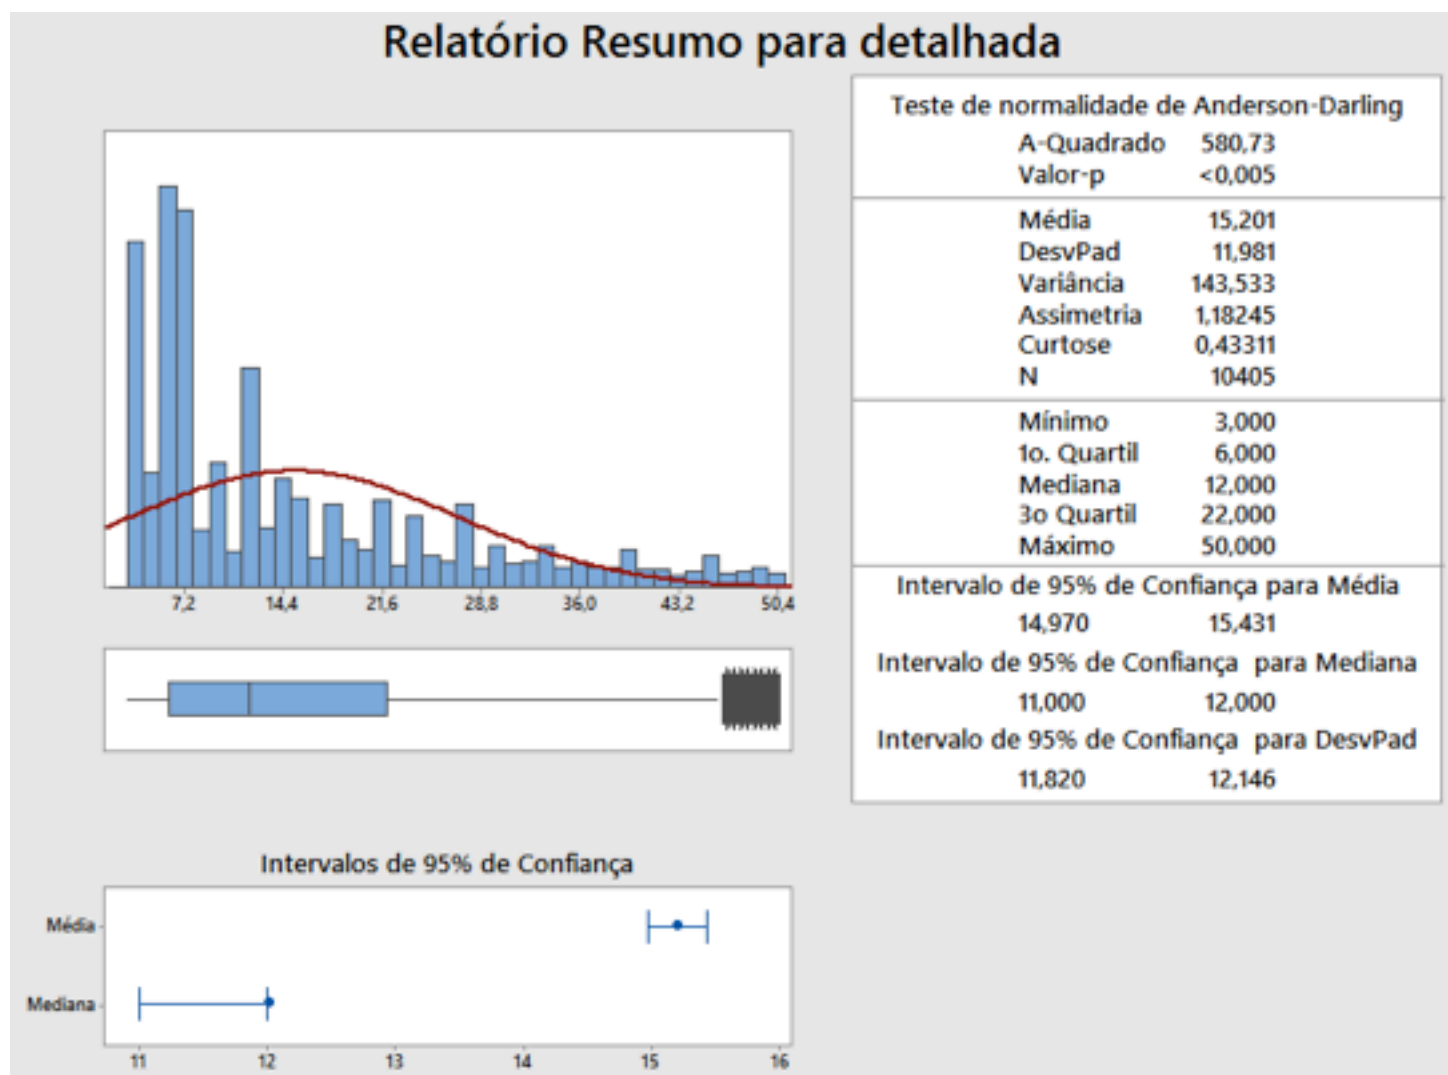 Relatório Resumo para detalhada
7,2 14,4 21,6 28,8 36,0 43,2 50,4
Intervalos de 95% de Confiança
Média
Mediana
11 12 13 14 15 16
Teste de normalidade de Anderson-Darling
A-Quadrado 580,73
Valor-p <0,005
Média 15,201
DesvPad 11,981
Variância 143,533
Assimetria 1,18245
Curtose 0,43311
N 10405
Mínimo 3,000
1o. Quartil 6,000
Mediana 12,000
3o Quartil 22,000
Máximo 50,000
Intervalo de 95% de Confiança para Média
14,970 15,431
Intervalo de 95% de Confiança para Mediana
11,000 12,000
Intervalo de 95% de Confiança para DesvPad
11,820 12,146